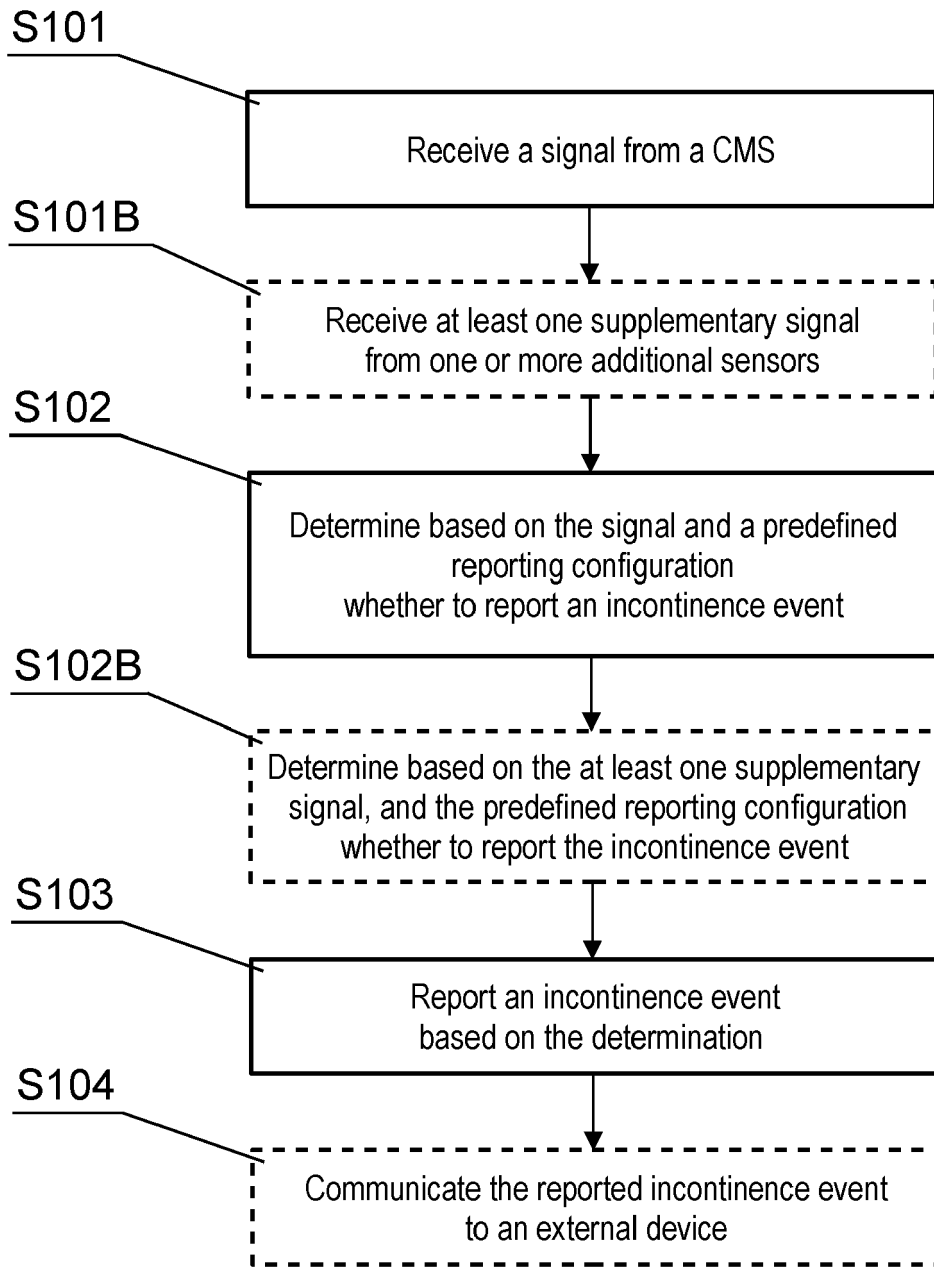 S101
Receive a signal from a CMS
S101B
Receive at least one supplementary signal
from one or more additional sensors
S102
Determine based on the signal and a predefined
reporting configuration
whether to report an incontinence event
S102B
Determine based on the at least one supplementary
signal, and the predefined reporting configuration
whether to report the incontinence event
S103
Report an incontinence event
based on the determination
S104
Communicate the reported incontinence event
to an external device